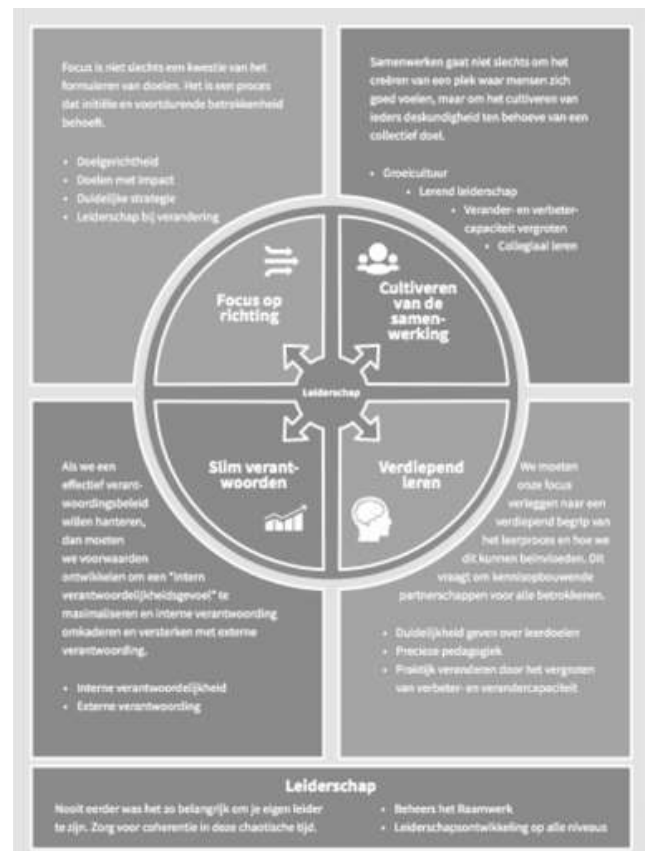 Focus is niet slechts een kwestie van het
formuleren van doelen. Het is een proces
dat initiële en voortdurende betrokkenheid
behoeft.
• Doelgerichtheid
• Doelen met impact
• Duidelijke strategie
• Leiderschap bij verandering
Samenwerken gaat niet slechts om het
creëren van een plek waar mensen zich
goed voelen, maar om het cultiveren van
ieders deskundigheid ten behoeve van een
collectief doel.
• Groeicultuur
• Lerend leiderschap
• Verander- en verbeter-
capaciteit vergroten
• Collegiaal leren
Focus op
richting
Cultiveren
van de
samen-
werking
Leiderschap
Slim verant-
woorden
Verdiepend
leren
Als we een
effectief verant-
woordingsbeleid
willen hanteren,
dan moeten
we voorwaarden
ontwikkelen om een "intern
verantwoordelijkheidsgevoel" te
maximaliseren en interne verantwoording
omkaderen en versterken met externe
verantwoording.
• Interne verantwoordelijkheid
• Externe verantwoording
We moeten
onze focus
verleggen naar een
verdiepend begrip van
het leerproces en hoe we
dit kunnen beïnvloeden. Dit
vraagt om kennisopbouwende
partnerschappen voor alle betrokkenen.
• Duidelijkheid geven over leerdoelen
• Precieze pedagogiek
• Praktijk veranderen door het vergroten
van verbeter- en verandercapaciteit
Leiderschap
Nooit eerder was het zo belangrijk om je eigen leider
te zijn. Zorg voor coherentie in deze chaotische tijd.
• Beheers het Raamwerk
• Leiderschapsontwikkeling op alle niveaus